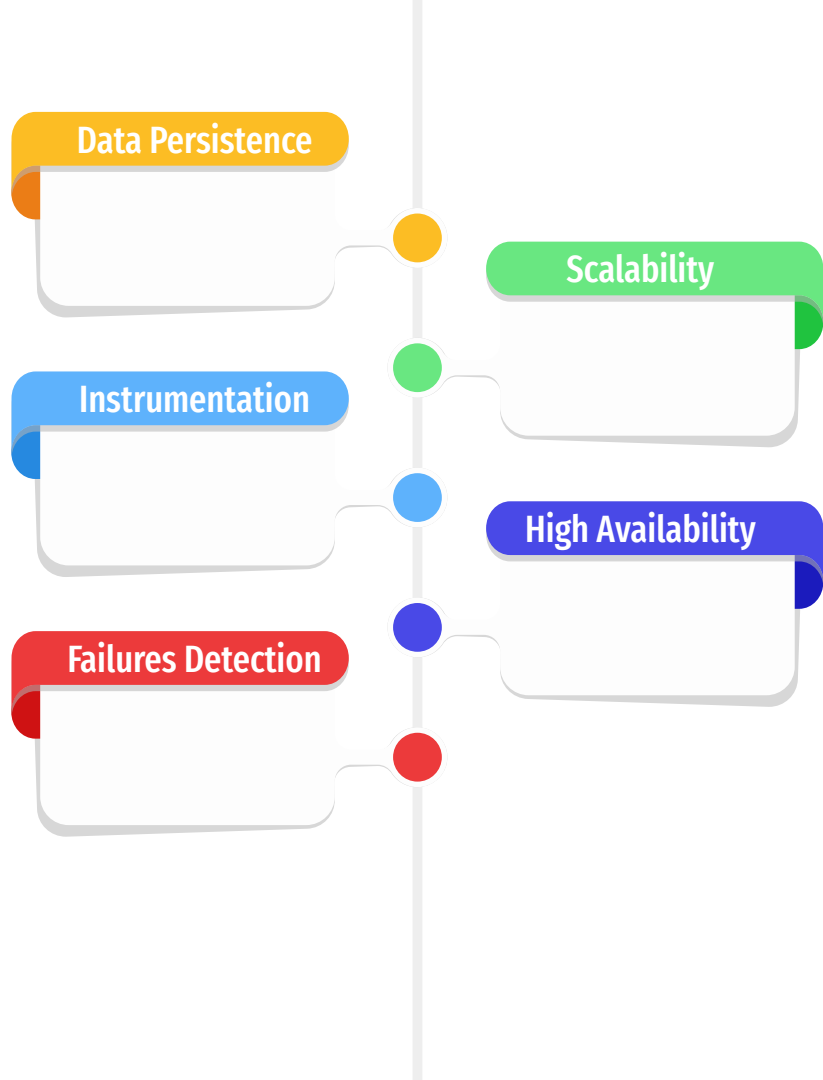 Data Persistence
Scalability
Instrumentation
High Availability
Failures Detection